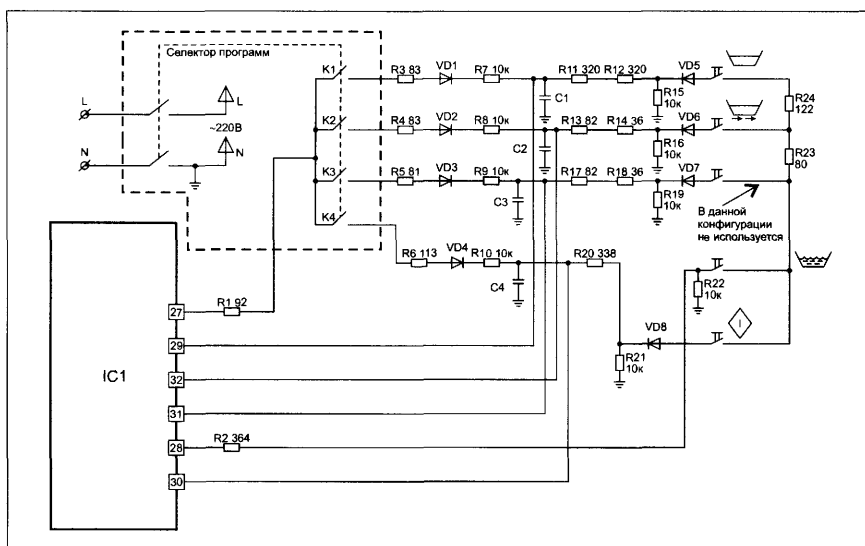 Селектор программ
L
N
L
~220В
N
K1
K2
K3
K4
R3 83
VD1
R7 10к
C1
R11 320
R12 320
VD5
R15
10к
R24
122
R4 83
VD2
R8 10к
C2
R13 82
R14 36
VD6
R16
10к
R23
80
R5 81
VD3
R9 10к
C3
R17 82
R18 36
VD7
R19
10к
В данной
конфигурации
не используется
R6 113
VD4
R10 10к
C4
R20 338
R22
10к
VD8
I
R21
10к
IC1
27
R1 92
29
32
31
28
R2 364
30